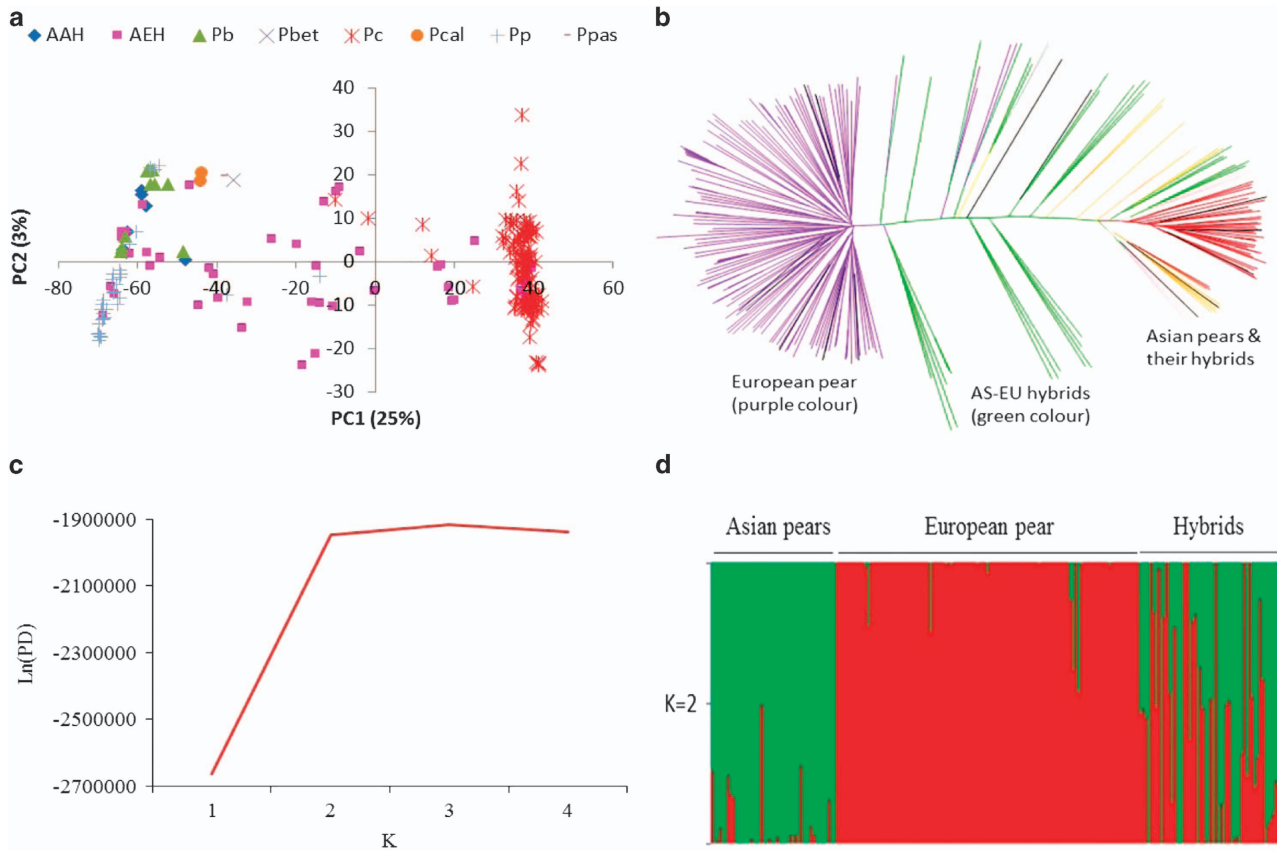 a
AAH AEH Pb Pbet Pc Pcal Pp Ppas
40
30
20
10
0
-10
-20
-30
-80 -60 -40 -20 0 20 40 60
PC2 (3%)
PC1 (25%)
b
European pear
(purple colour)
AS-EU hybrids
(green colour)
Asian pears &
their hybrids
c
Ln(PD)
-1900000
-2100000
-2300000
-2500000
-2700000
1 2 3 4
K
d
Asian pears European pear Hybrids
K=2